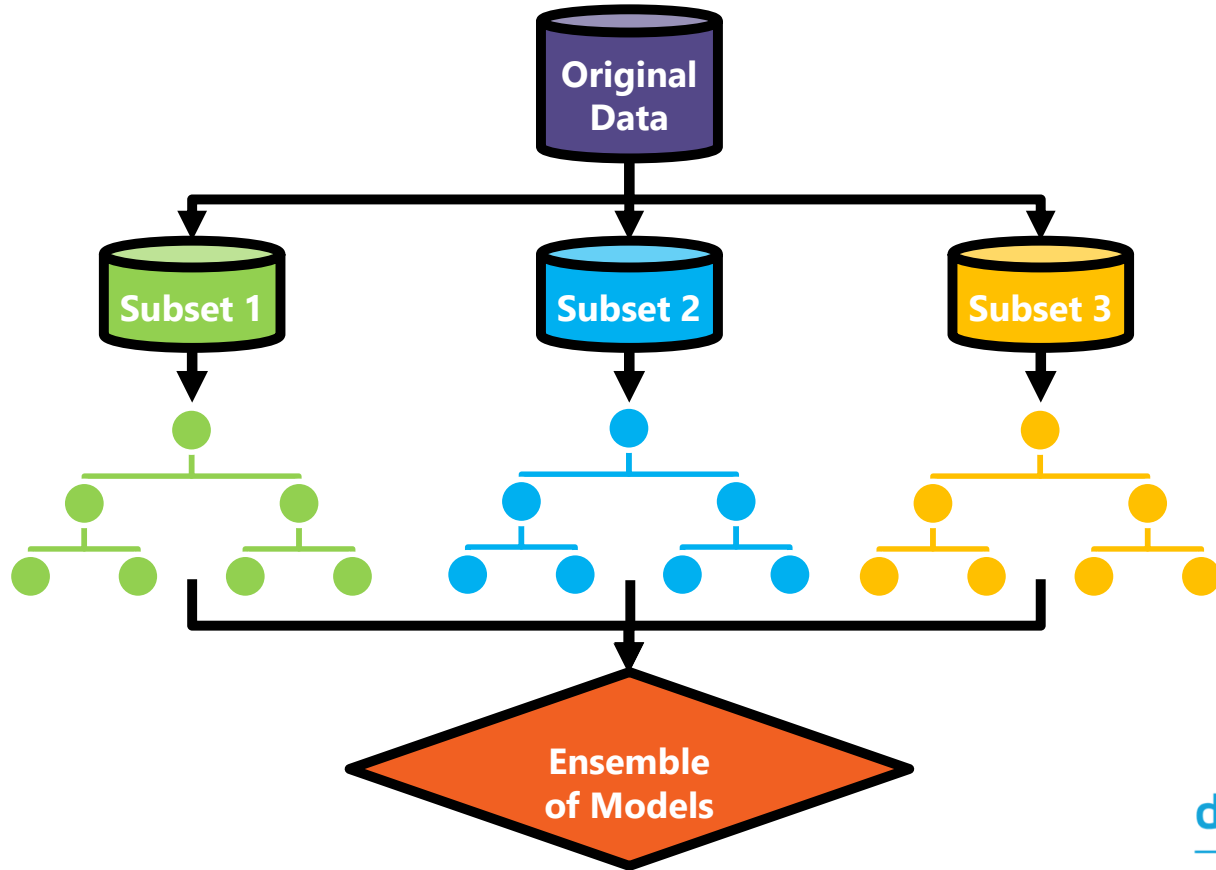 Original
Data
Subset 1
Subset 2
Subset 3
Ensemble
of Models
d